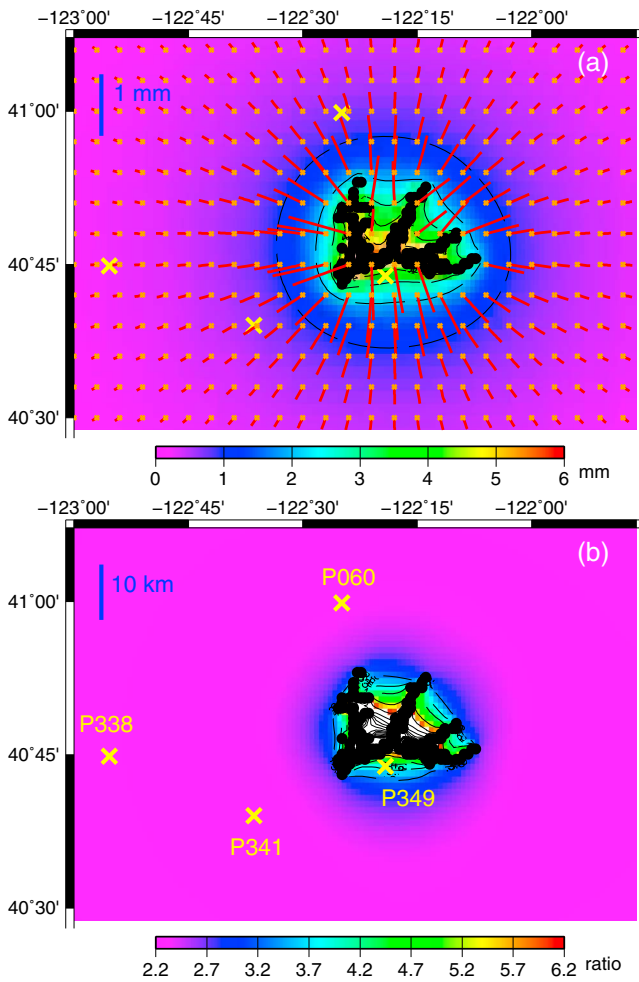 −123°00' −122°45' −122°30' −122°15' −122°00'
(a)
1 mm
41°00'
40°45'
40°30'
0 1 2 3 4 5 6 mm
−123°00' −122°45' −122°30' −122°15' −122°00'
(b)
10 km
P060
41°00'
P338
40°45'
P349
P341
40°30'
2.2 2.7 3.2 3.7 4.2 4.7 5.2 5.7 6.2 ratio